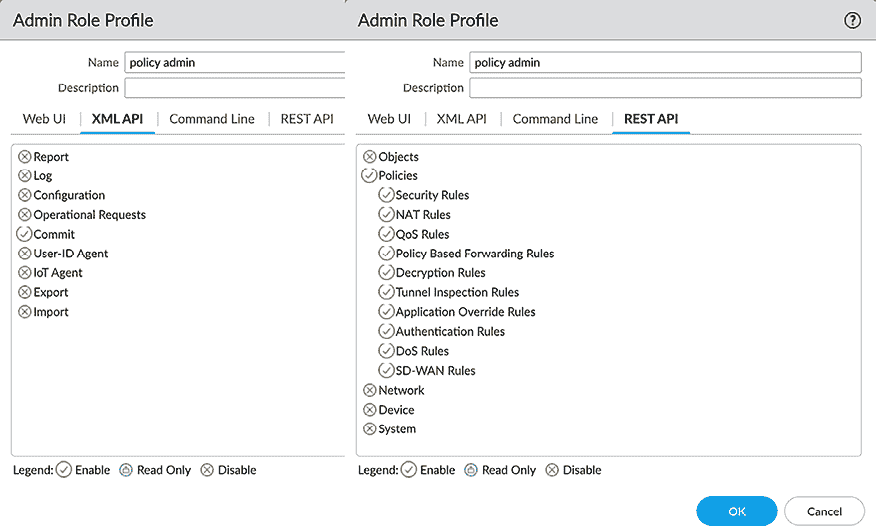 Admin Role Profile
Name policy admin
Description
Web UI XML API Command Line REST API
Report
Log
Configuration
Operational Requests
Commit
User-ID Agent
IoT Agent
Export
Import
Legend: Enable Read Only Disable
Admin Role Profile ?
Name policy admin
Description
Web UI XML API Command Line REST API
Objects
Policies
Security Rules
NAT Rules
QoS Rules
Policy Based Forwarding Rules
Decryption Rules
Tunnel Inspection Rules
Application Override Rules
Authentication Rules
DoS Rules
SD-WAN Rules
Network
Device
System
Legend: Enable Read Only Disable
OK Cancel